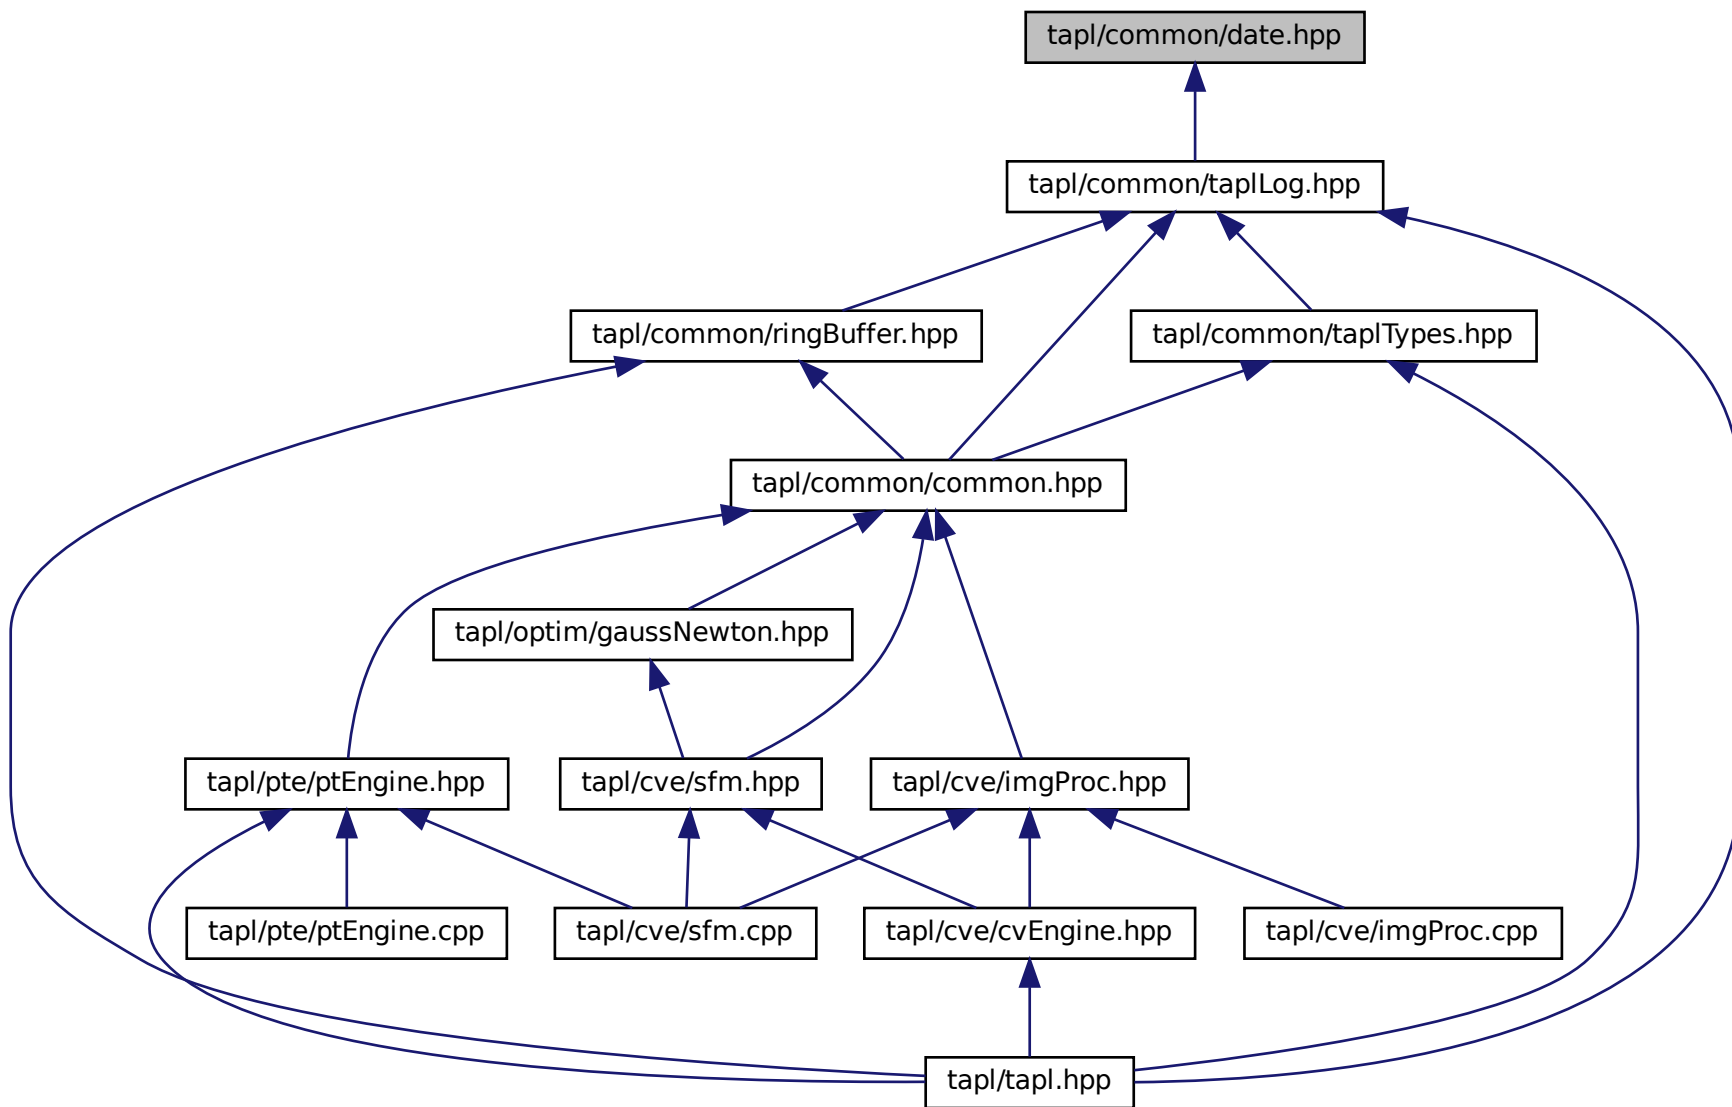 tapl/common/date.hpp
tapl/common/taplLog.hpp
tapl/common/ringBuffer.hpp
tapl/common/taplTypes.hpp
tapl/common/common.hpp
tapl/optim/gaussNewton.hpp
tapl/pte/ptEngine.hpp
tapl/cve/sfm.hpp
tapl/cve/imgProc.hpp
tapl/pte/ptEngine.cpp
tapl/cve/sfm.cpp
tapl/cve/cvEngine.hpp
tapl/cve/imgProc.cpp
tapl/tapl.hpp